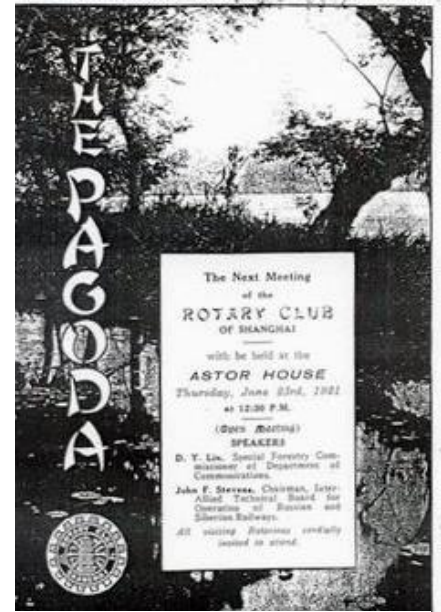 THE PAGODA
The Next Meeting
of the
ROTARY CLUB
OF SHANGHAI
with be held at the
ASTOR HOUSE
Thursday, June 23rd, 1921
at 12:30 P.M.
(Open Meeting)
SPEAKERS
D. Y. Lin, Special Forestry Com-
missioner of Department of
Communications.
John F. Stevens, Chairman, Inter-
Allied Technical Board for
Operation of Russian and
Siberian Railways.
All visiting Rotarians cordially
invited to attend.